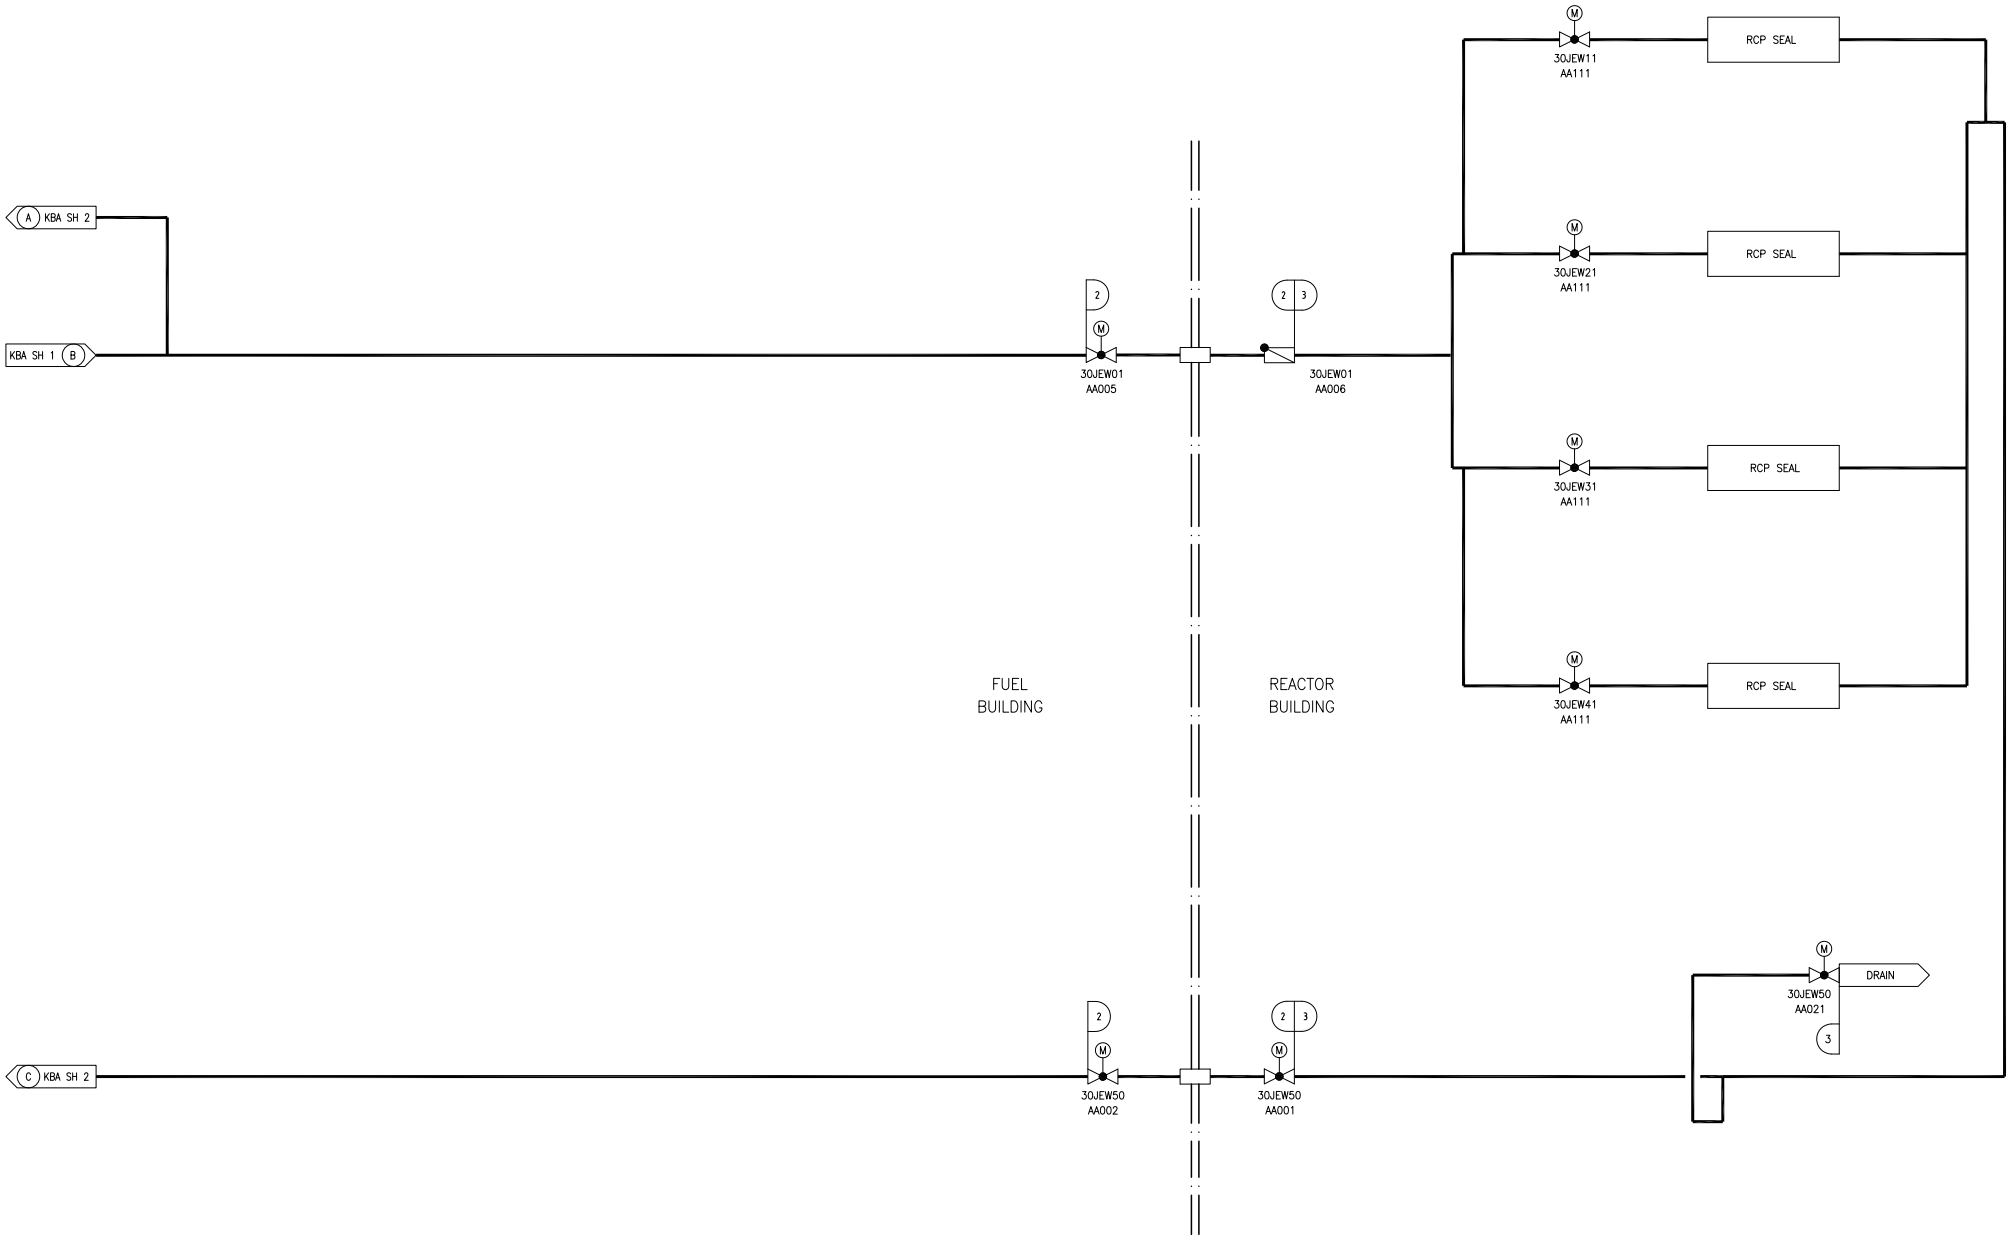 M
RCP SEAL
30JEW11
AA111
A KBA SH 2
M
RCP SEAL
30JEW21
AA111
2
2 3
M
KBA SH 1 B
30JEW01
AA005
30JEW01
AA006
M
RCP SEAL
30JEW31
AA111
FUEL
BUILDING
REACTOR
BUILDING
M
RCP SEAL
30JEW41
AA111
M
DRAIN
30JEW50
AA021
3
2
2 3
M
M
C KBA SH 2
30JEW50
AA002
30JEW50
AA001